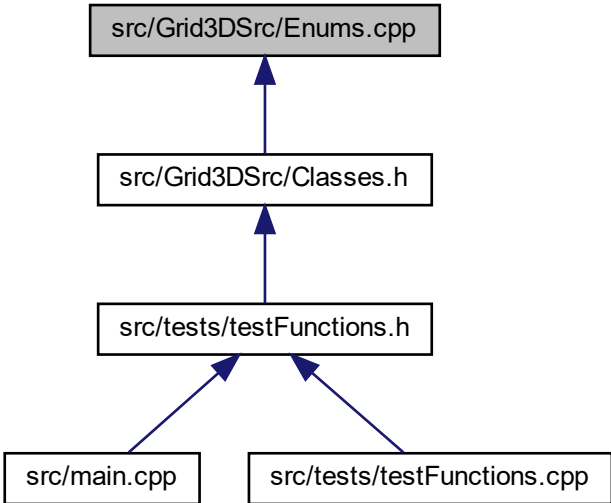 src/Grid3DSrc/Enums.cpp
src/Grid3DSrc/Classes.h
src/tests/testFunctions.h
src/main.cpp
src/tests/testFunctions.cpp